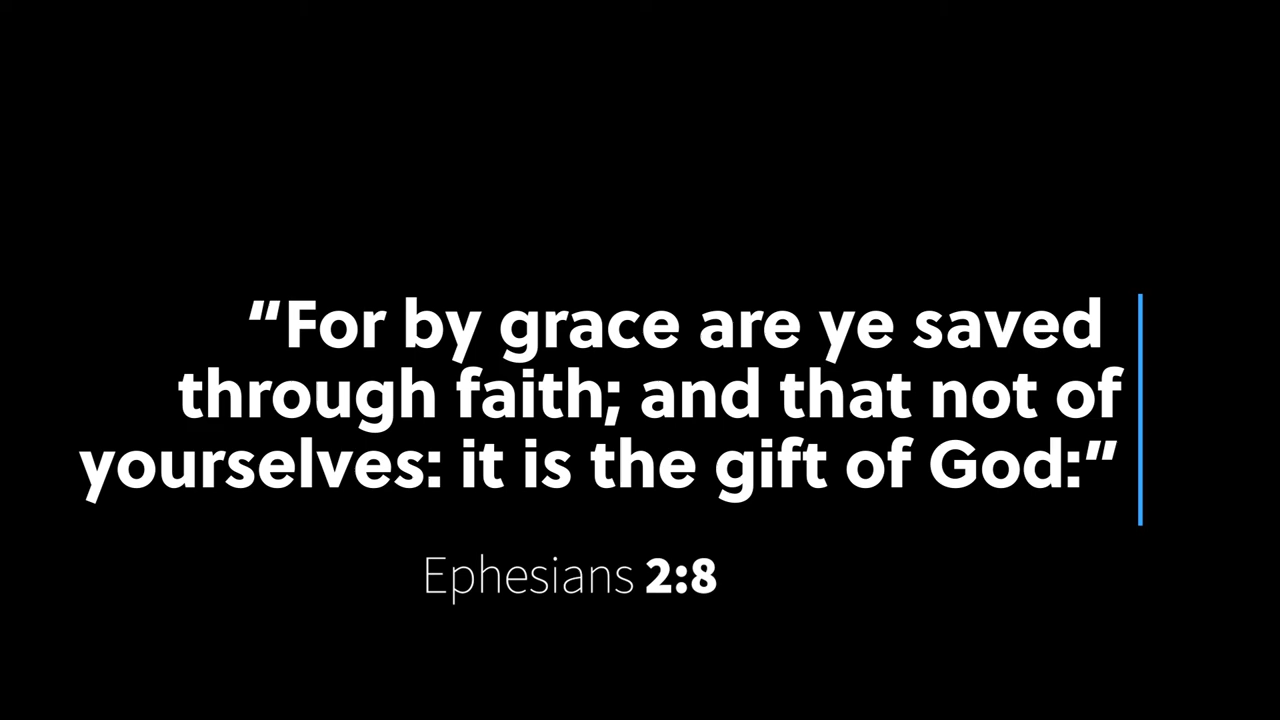 “For by grace are ye saved
through faith; and that not of
yourselves: it is the gift of God:“
Ephesians 2:8